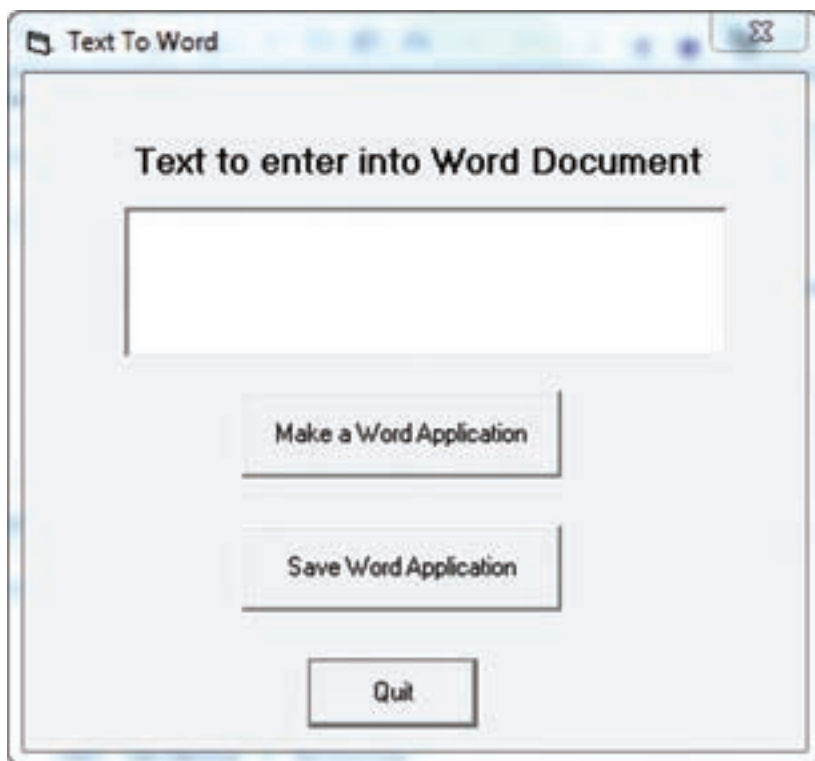 Text To Word
Text to enter into Word Document
Make a Word Application
Save Word Application
Quit